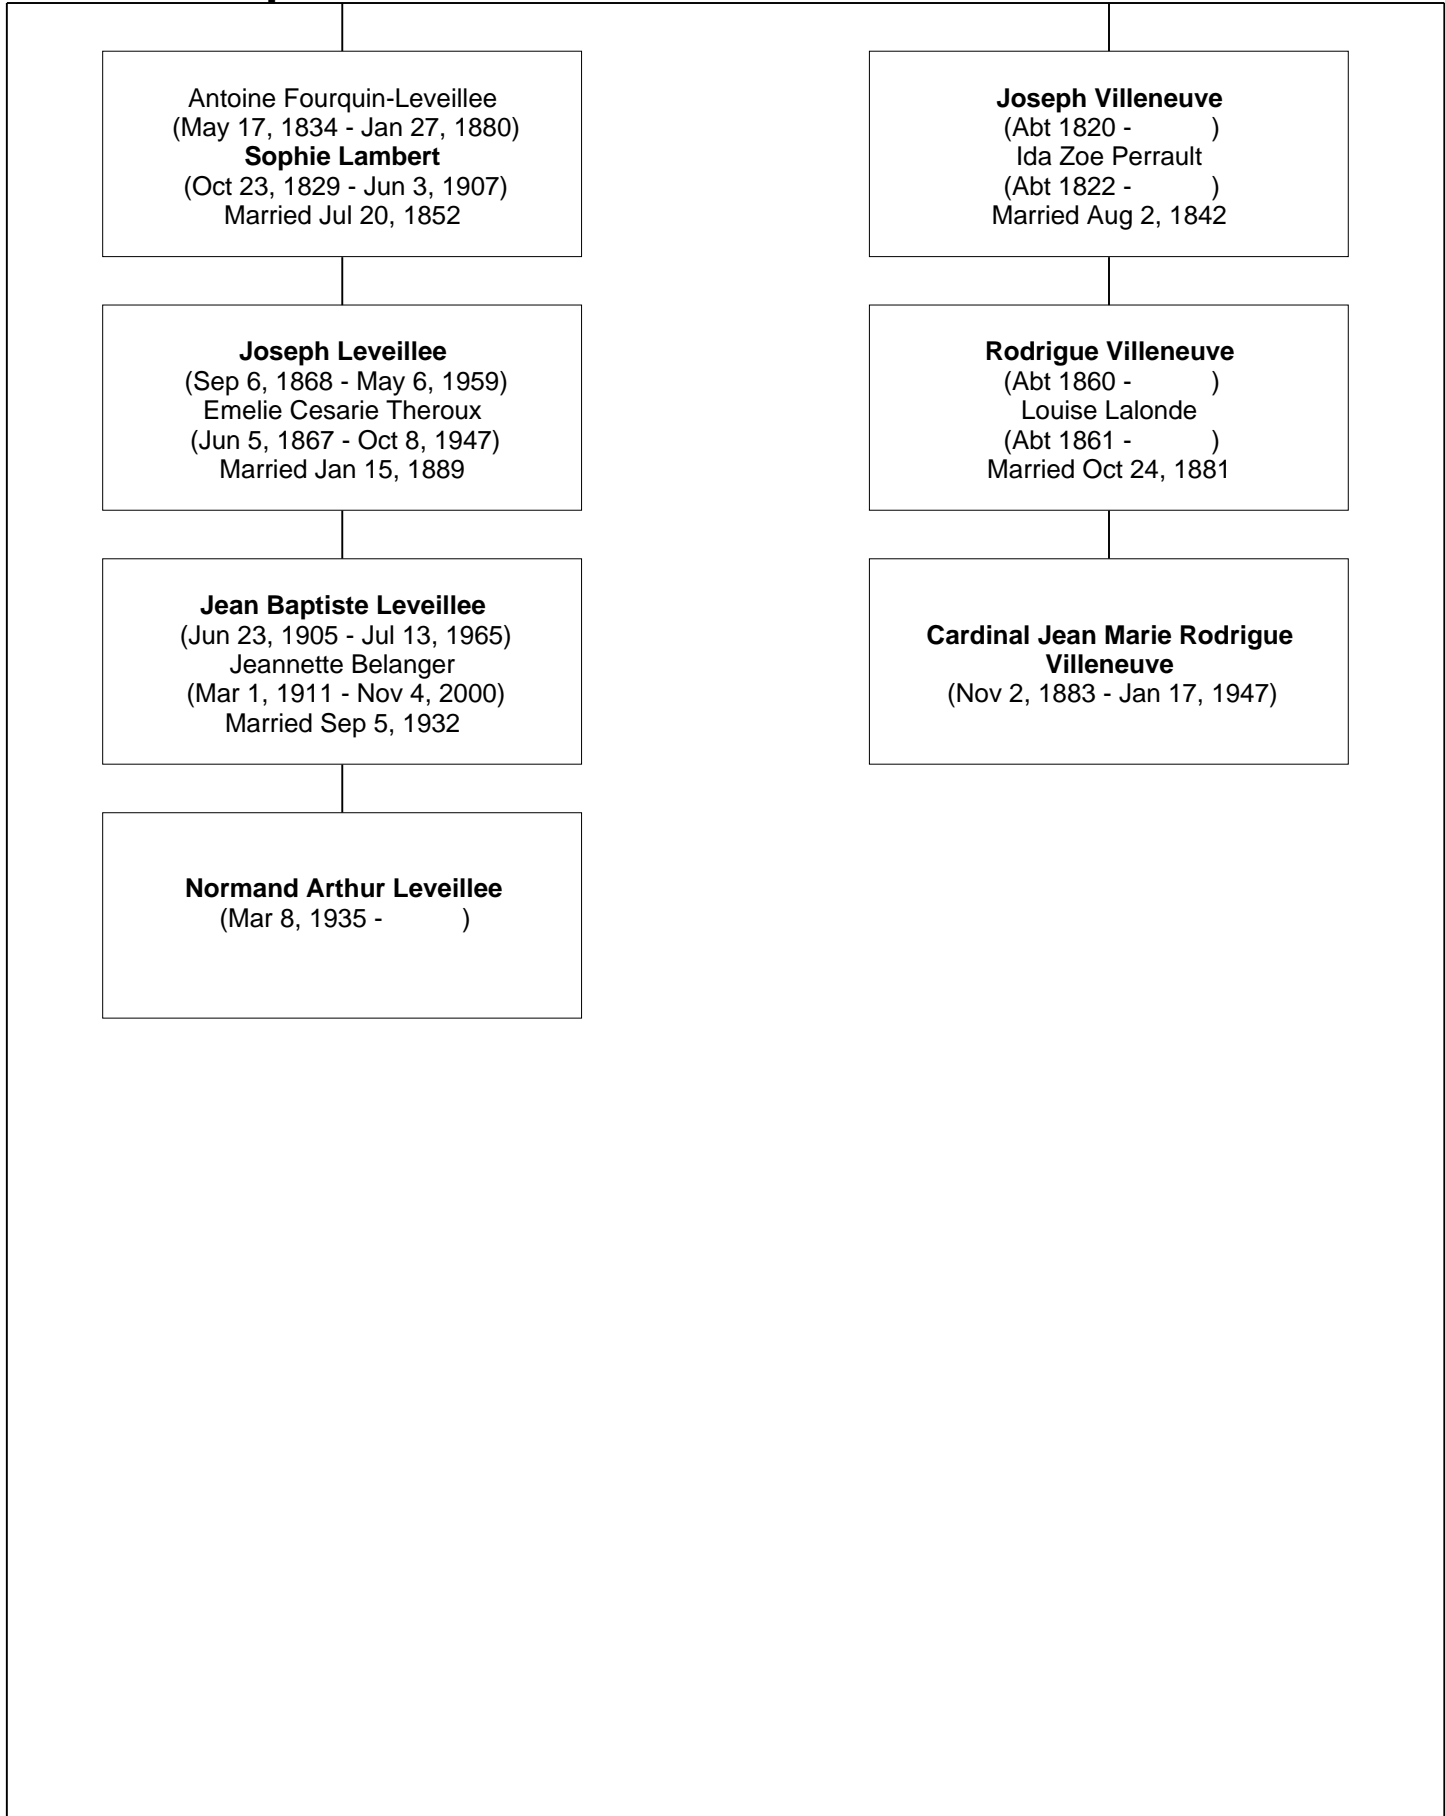 Antoine Fourquin-Leveillee
(May 17, 1834 - Jan 27, 1880)
Sophie Lambert
(Oct 23, 1829 - Jun 3, 1907)
Married Jul 20, 1852
Joseph Leveillee
(Sep 6, 1868 - May 6, 1959)
Emelie Cesarie Theroux
(Jun 5, 1867 - Oct 8, 1947)
Married Jan 15, 1889
Jean Baptiste Leveillee
(Jun 23, 1905 - Jul 13, 1965)
Jeannette Belanger
(Mar 1, 1911 - Nov 4, 2000)
Married Sep 5, 1932
Normand Arthur Leveillee
(Mar 8, 1935 - )
Joseph Villeneuve
(Abt 1820 - )
Ida Zoe Perrault
(Abt 1822 - )
Married Aug 2, 1842
Rodrigue Villeneuve
(Abt 1860 - )
Louise Lalonde
(Abt 1861 - )
Married Oct 24, 1881
Cardinal Jean Marie Rodrigue
Villeneuve
(Nov 2, 1883 - Jan 17, 1947)